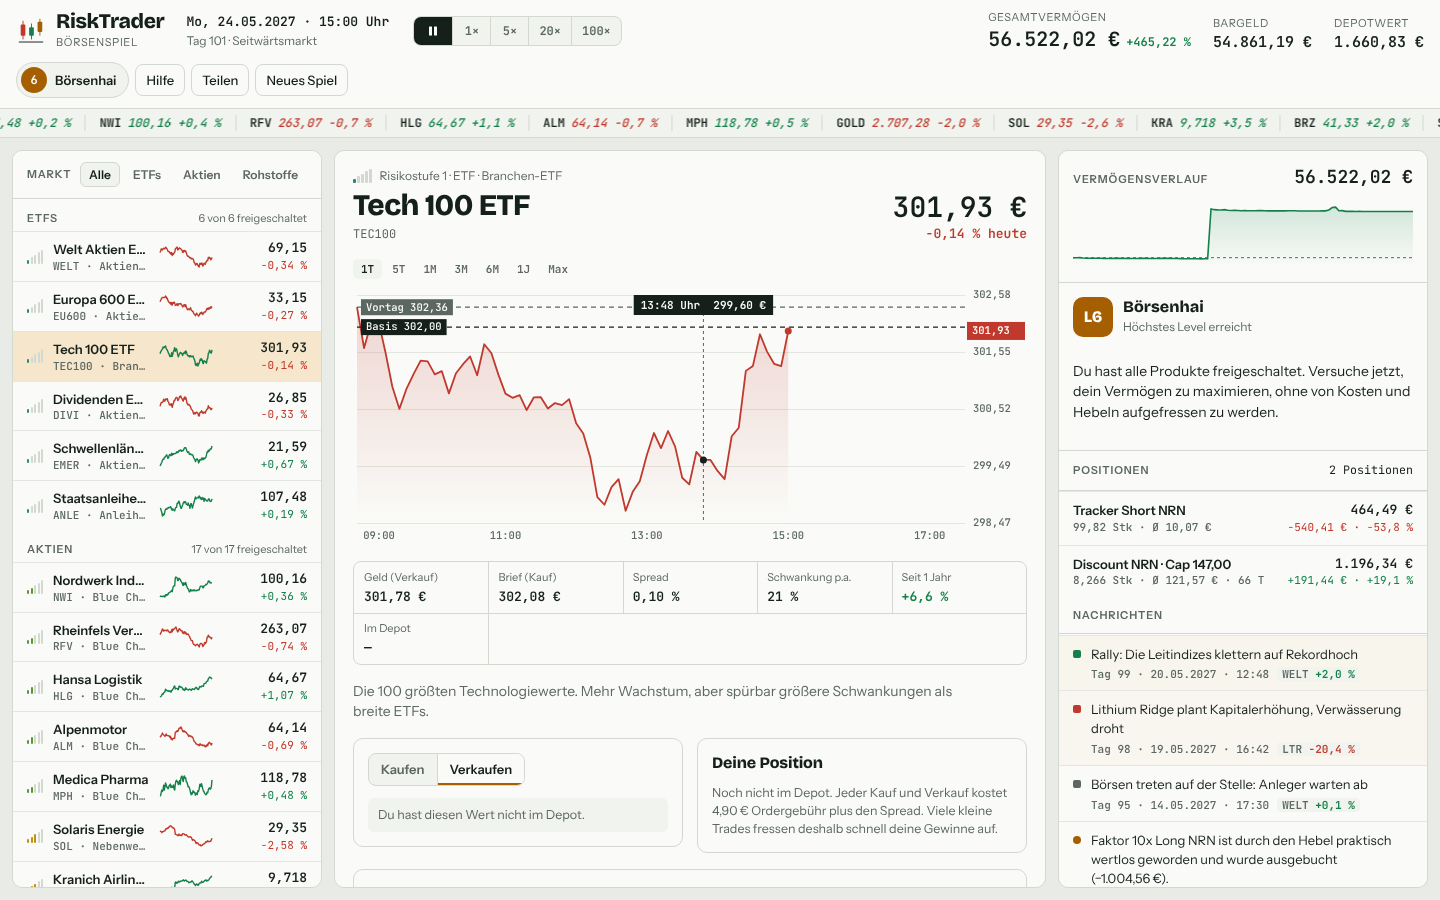 RiskTrader
BÖRSENSPIEL
Mo, 24.05.2027 · 15:00 Uhr
Tag 101 · Seitwärtsmarkt
1×
5×
20×
100×
GESAMTVERMÖGEN
56.522,02 € +465,22 %
BARGELD
54.861,19 €
DEPOTWERT
1.660,83 €
6 Börsenhai
Hilfe
Teilen
Neues Spiel
,48 +0,2 % NWI 100,16 +0,4 % RFV 263,07 -0,7 % HLG 64,67 +1,1 % ALM 64,14 -0,7 % MPH 118,78 +0,5 % GOLD 2.707,28 -2,0 % SOL 29,35 -2,6 % KRA 9,718 +3,5 % BRZ 41,33 +2,0 %
MARKT Alle ETFs Aktien Rohstoffe
ETFS 6 von 6 freigeschaltet
Welt Aktien E… 69,15
WELT · Aktien… -0,34 %
Europa 600 E… 33,15
EU600 · Aktie… -0,27 %
Tech 100 ETF 301,93
TEC100 · Bran… -0,14 %
Dividenden E… 26,85
DIVI · Aktien… -0,33 %
Schwellenlän… 21,59
EMER · Aktien… +0,67 %
Staatsanleihe… 107,48
ANLE · Anleih… +0,19 %
AKTIEN 17 von 17 freigeschaltet
Nordwerk Ind… 100,16
NWI · Blue Ch… +0,36 %
Rheinfels Ver… 263,07
RFV · Blue Ch… -0,74 %
Hansa Logistik 64,67
HLG · Blue Ch… +1,07 %
Alpenmotor 64,14
ALM · Blue Ch… -0,69 %
Medica Pharma 118,78
MPH · Blue Ch… +0,48 %
Solaris Energie 29,35
SOL · Nebenwe… -2,58 %
Kranich Airlin… 9,718
Risikostufe 1 · ETF · Branchen-ETF
Tech 100 ETF 301,93 €
TEC100 -0,14 % heute
1T 5T 1M 3M 6M 1J Max
Vortag 302,36
Basis 302,00
13:48 Uhr 299,60 €
302,58
301,93
301,55
300,52
299,49
298,47
09:00 11:00 13:00 15:00 17:00
Geld (Verkauf) Brief (Kauf) Spread Schwankung p.a. Seit 1 Jahr
301,78 € 302,08 € 0,10 % 21 % +6,6 %
Im Depot
–
Die 100 größten Technologiewerte. Mehr Wachstum, aber spürbar größere Schwankungen als
breite ETFs.
Kaufen Verkaufen
Du hast diesen Wert nicht im Depot.
Deine Position
Noch nicht im Depot. Jeder Kauf und Verkauf kostet
4,90 € Ordergebühr plus den Spread. Viele kleine
Trades fressen deshalb schnell deine Gewinne auf.
VERMÖGENSVERLAUF 56.522,02 €
L6 Börsenhai
Höchstes Level erreicht
Du hast alle Produkte freigeschaltet. Versuche jetzt,
dein Vermögen zu maximieren, ohne von Kosten und
Hebeln aufgefressen zu werden.
POSITIONEN 2 Positionen
Tracker Short NRN 464,49 €
99,82 Stk · Ø 10,07 € -540,41 € · -53,8 %
Discount NRN · Cap 147,00 1.196,34 €
8,266 Stk · Ø 121,57 € · 66 T +191,44 € · +19,1 %
NACHRICHTEN
Rally: Die Leitindizes klettern auf Rekordhoch
Tag 99 · 20.05.2027 · 12:48 WELT +2,0 %
Lithium Ridge plant Kapitalerhöhung, Verwässerung
droht
Tag 98 · 19.05.2027 · 16:42 LTR -20,4 %
Börsen treten auf der Stelle: Anleger warten ab
Tag 95 · 14.05.2027 · 17:30 WELT +0,1 %
Faktor 10x Long NRN ist durch den Hebel praktisch
wertlos geworden und wurde ausgebucht
(−1.004,56 €).